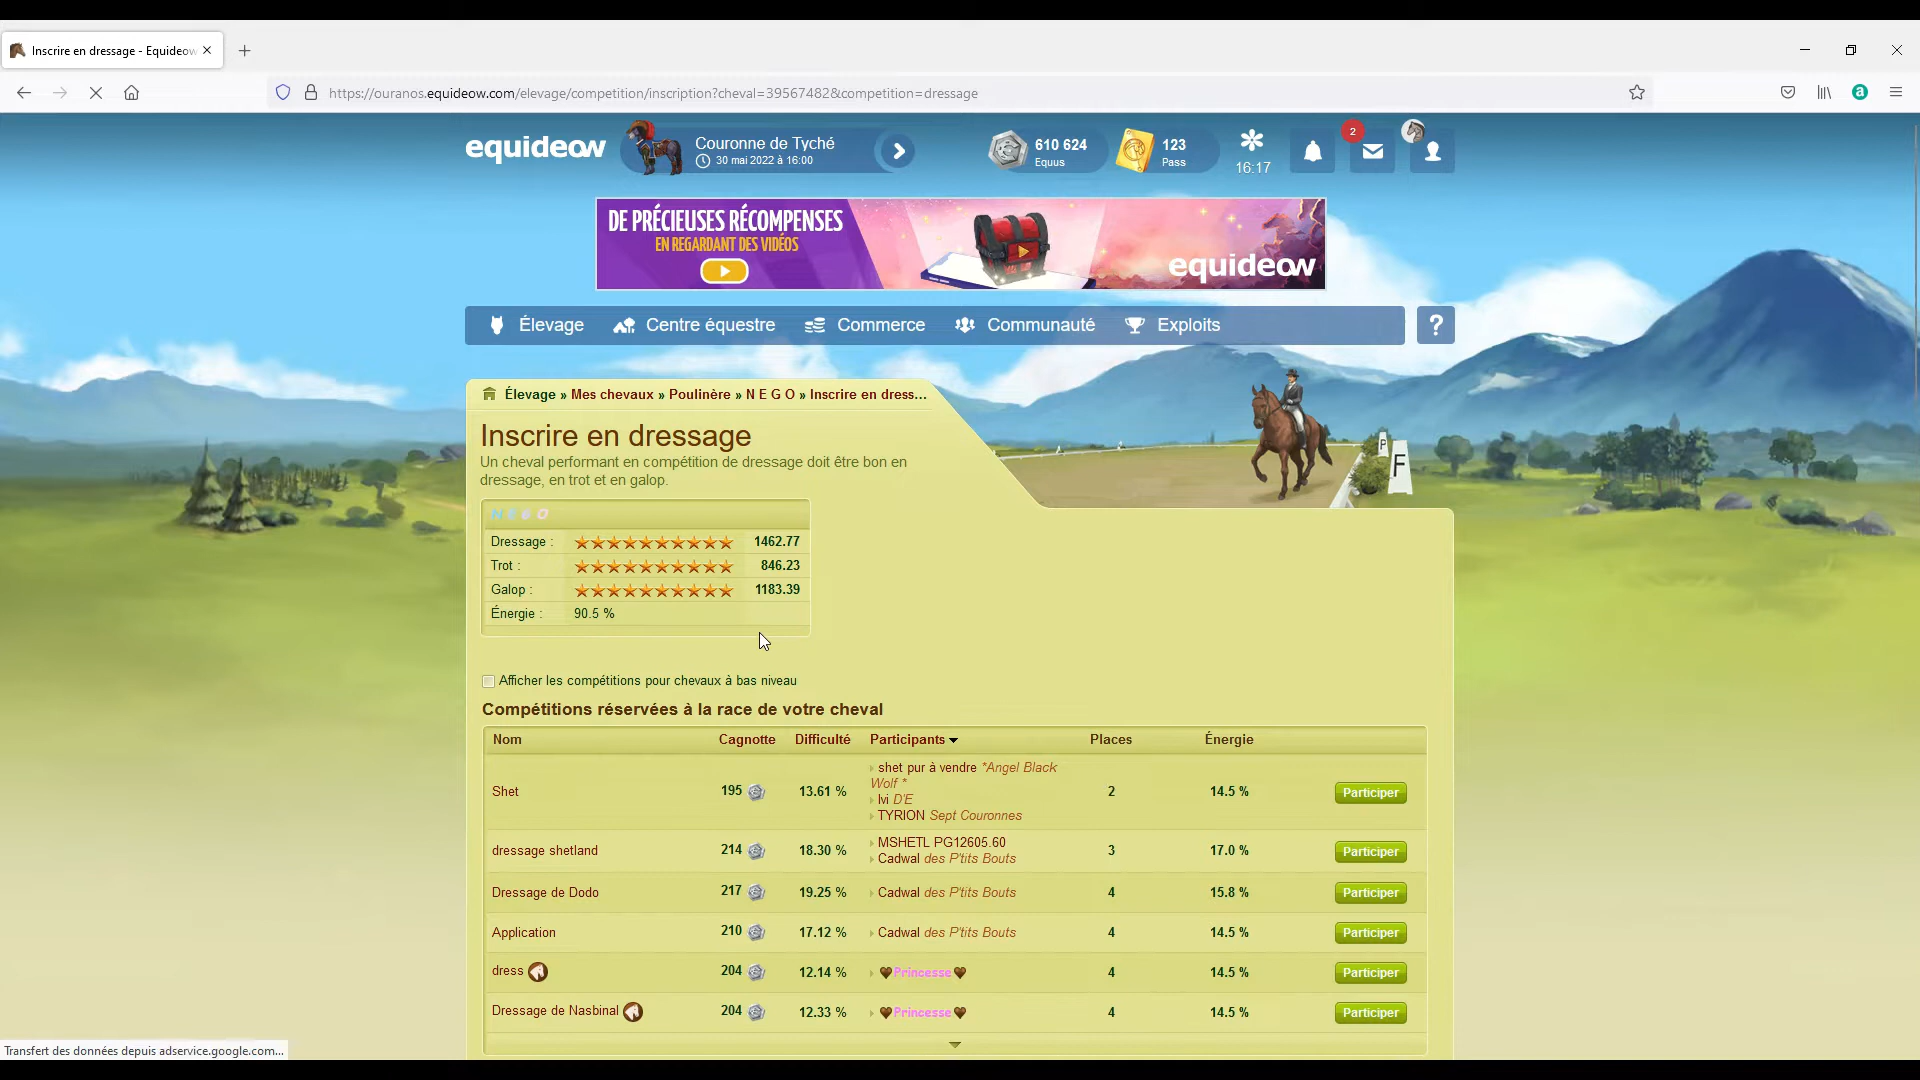 Inscrire en dressage - Equideow
https://ouranos.equideow.com/elevage/competition/inscription?cheval=39567482&competition=dressage
equideow
Couronne de Tyché
30 mai 2022 à 16:00
610 624
Equus
123
Pass
16:17
2
DE PRÉCIEUSES RÉCOMPENSES
EN REGARDANT DES VIDÉOS
equideow
Élevage
Centre équestre
Commerce
Communauté
Exploits
?
Élevage » Mes chevaux » Poulinère » N E G O » Inscrire en dress...
Inscrire en dressage
Un cheval performant en compétition de dressage doit être bon en
dressage, en trot et en galop.
P
F
N E G O
Dressage : 1462.77
Trot : 846.23
Galop : 1183.39
Énergie : 90.5 %
Afficher les compétitions pour chevaux à bas niveau
Compétitions réservées à la race de votre cheval
Nom Cagnotte Difficulté Participants Places Énergie
Shet 195 13.61 % shet pur à vendre *Angel Black
Wolf *
Ivi D'E
TYRION Sept Couronnes
2 14.5 % Participer
dressage shetland 214 18.30 % MSHETL PG12605.60
Cadwal des P'tits Bouts
3 17.0 % Participer
Dressage de Dodo 217 19.25 % Cadwal des P'tits Bouts 4 15.8 % Participer
Application 210 17.12 % Cadwal des P'tits Bouts 4 14.5 % Participer
dress 204 12.14 % Princesse 4 14.5 % Participer
Dressage de Nasbinal 204 12.33 % Princesse 4 14.5 % Participer
Transfert des données depuis adservice.google.com...